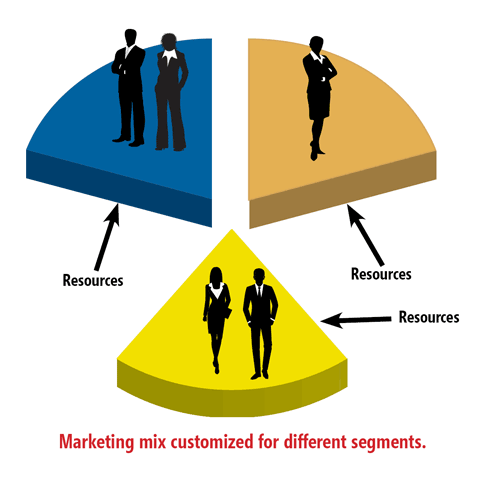 Resources
Resources
Resources
Marketing mix customized for different segments.